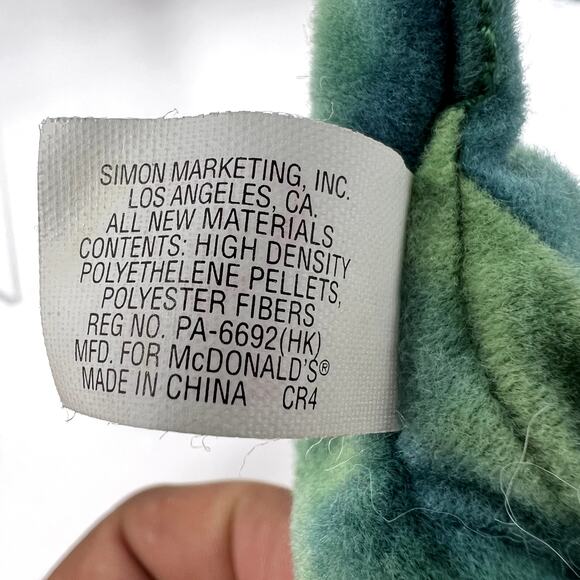 SIMON MARKETING, INC.
LOS ANGELES, CA.
ALL NEW MATERIALS
CONTENTS: HIGH DENSITY
POLYETHELENE PELLETS,
POLYESTER FIBERS
REG NO. PA-6692(HK)
MFD. FOR McDONALD'S®
MADE IN CHINA CR4